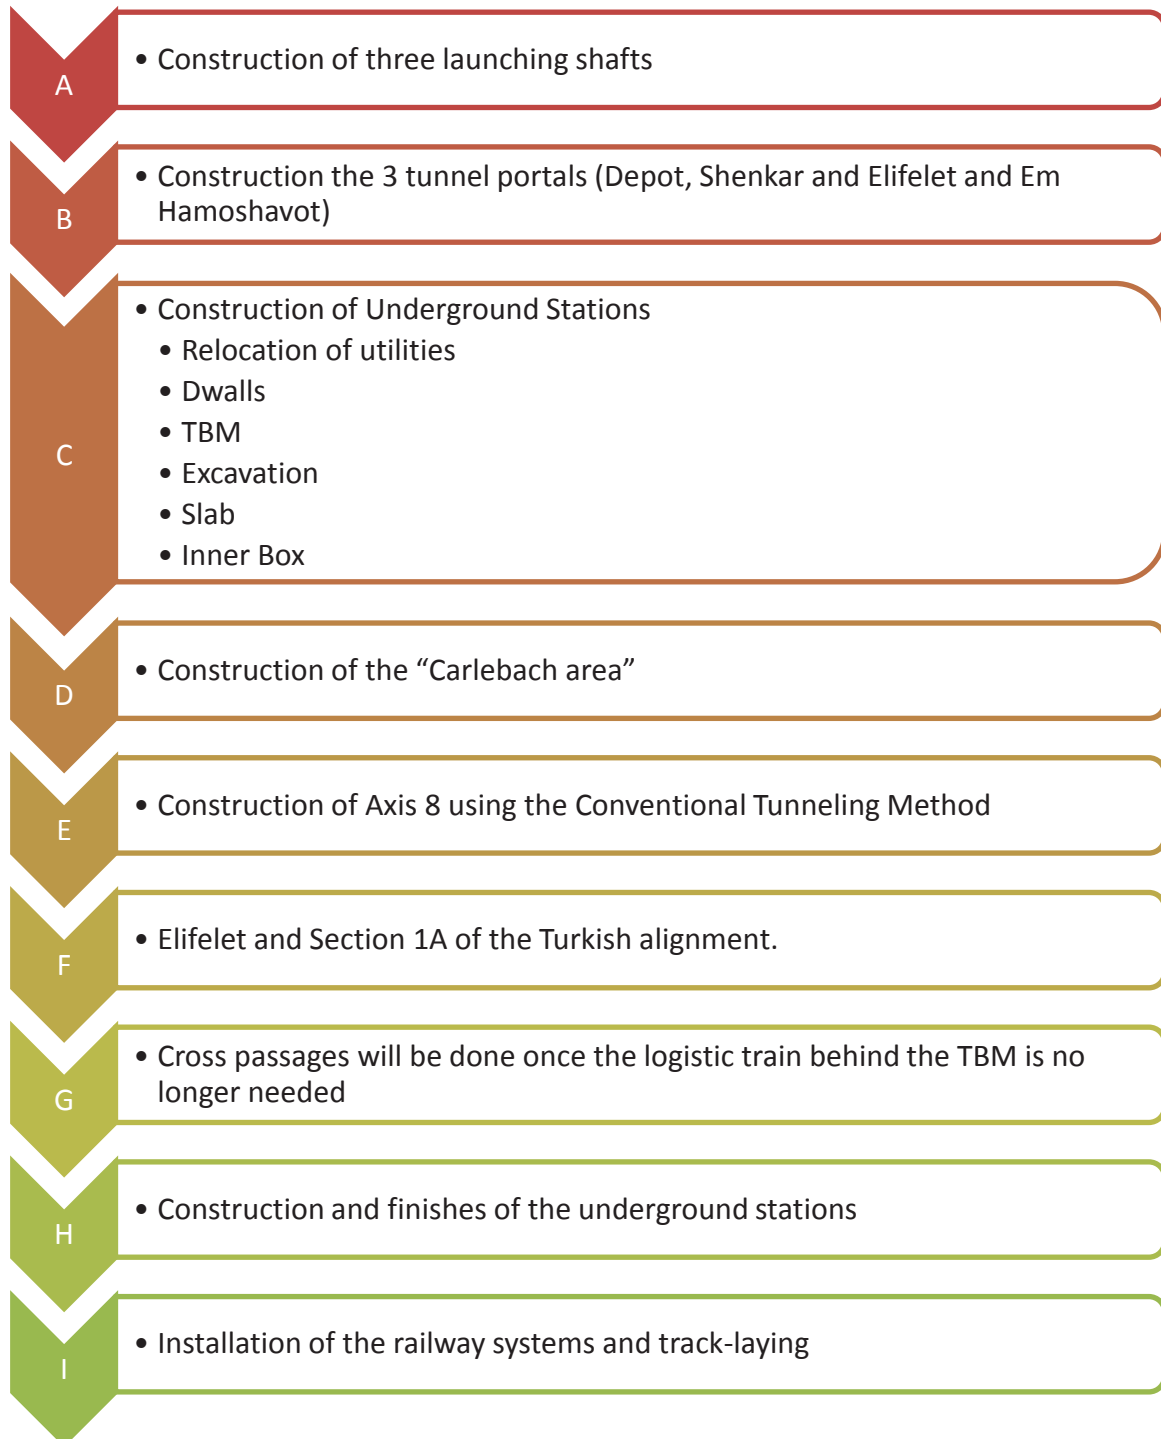 A
• Construction of three launching shafts
B
• Construction the 3 tunnel portals (Depot, Shenkar and Elifelet and Em
Hamoshavot)
C
• Construction of Underground Stations
• Relocation of utilities
• Dwalls
• TBM
• Excavation
• Slab
• Inner Box
D
• Construction of the “Carlebach area”
E
• Construction of Axis 8 using the Conventional Tunneling Method
F
• Elifelet and Section 1A of the Turkish alignment.
G
• Cross passages will be done once the logistic train behind the TBM is no
longer needed
H
• Construction and finishes of the underground stations
I
• Installation of the railway systems and track-laying